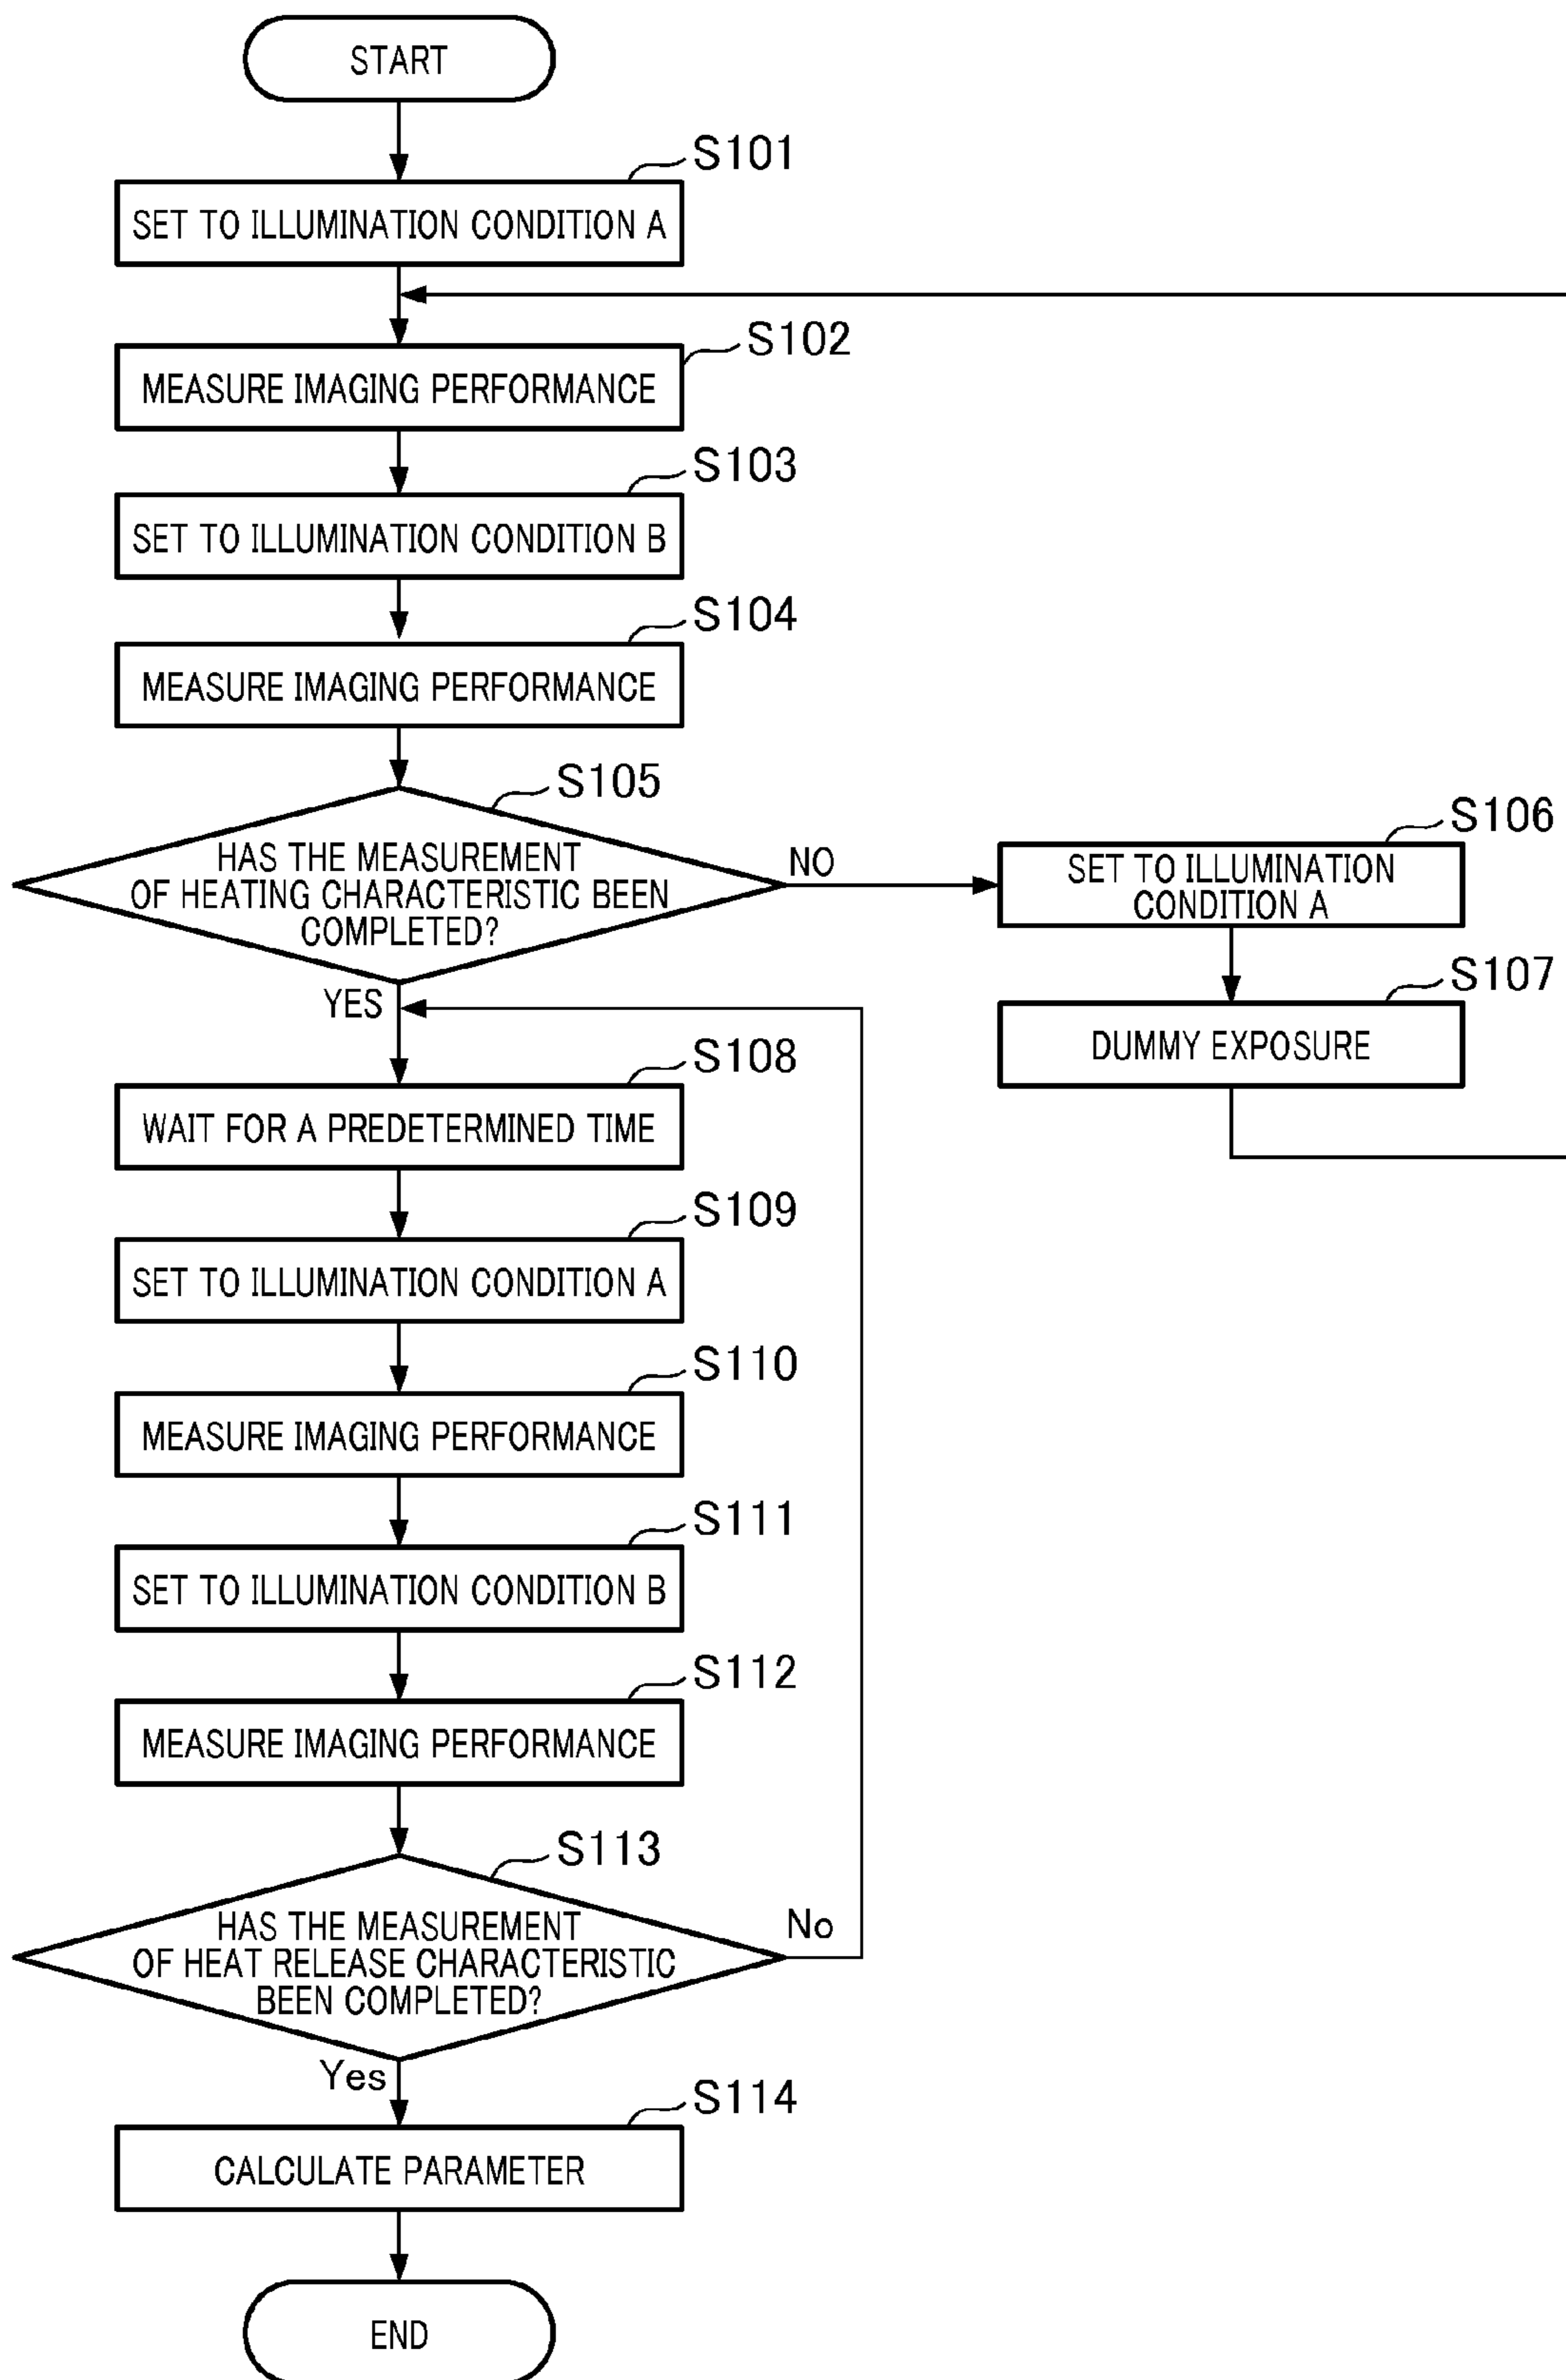 START
S101
SET TO ILLUMINATION CONDITION A
S102
MEASURE IMAGING PERFORMANCE
S103
SET TO ILLUMINATION CONDITION B
S104
MEASURE IMAGING PERFORMANCE
S105
HAS THE MEASUREMENT
OF HEATING CHARACTERISTIC BEEN
COMPLETED?
NO
S106
SET TO ILLUMINATION
CONDITION A
S107
DUMMY EXPOSURE
YES
S108
WAIT FOR A PREDETERMINED TIME
S109
SET TO ILLUMINATION CONDITION A
S110
MEASURE IMAGING PERFORMANCE
S111
SET TO ILLUMINATION CONDITION B
S112
MEASURE IMAGING PERFORMANCE
S113
HAS THE MEASUREMENT
OF HEAT RELEASE CHARACTERISTIC
BEEN COMPLETED?
No
Yes
S114
CALCULATE PARAMETER
END